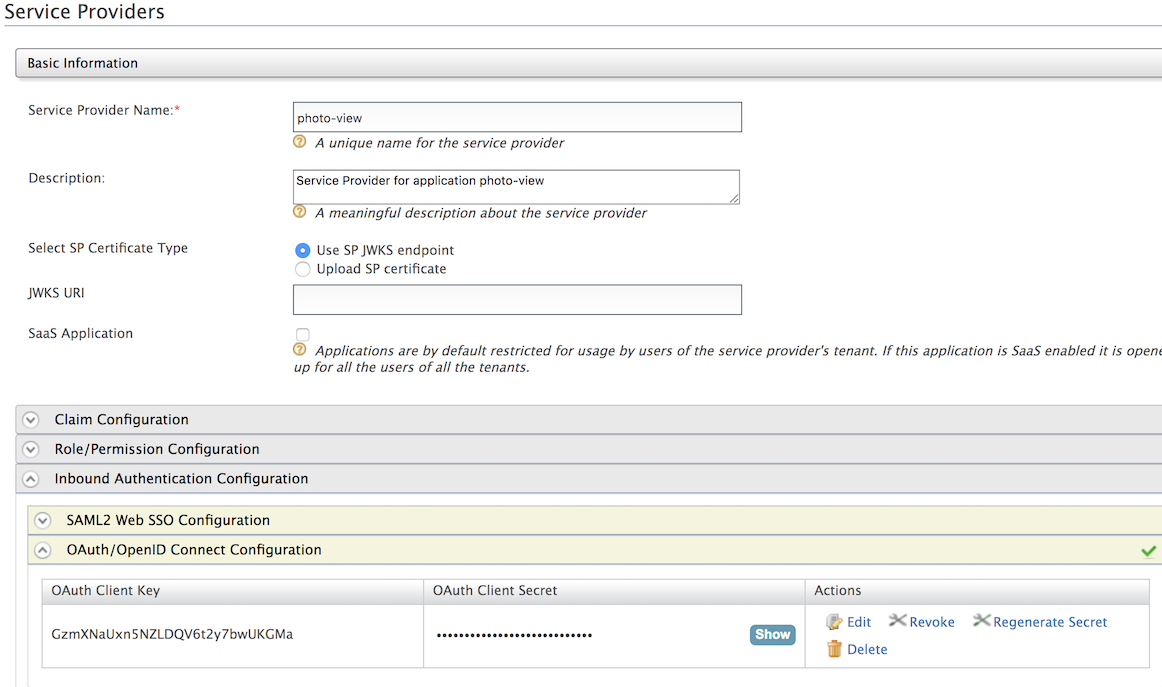 Service Providers
Basic Information
Service Provider Name:*
photo-view
A unique name for the service provider
Description:
Service Provider for application photo-view
A meaningful description about the service provider
Select SP Certificate Type
Use SP JWKS endpoint
Upload SP certificate
JWKS URI
SaaS Application
Applications are by default restricted for usage by users of the service provider's tenant. If this application is SaaS enabled it is opene
up for all the users of all the tenants.
Claim Configuration
Role/Permission Configuration
Inbound Authentication Configuration
SAML2 Web SSO Configuration
OAuth/OpenID Connect Configuration
OAuth Client Key OAuth Client Secret Actions
GzmXNaUxn5NZLDQV6t2y7bwUKGMa •••••••••••••••••••••••••••• Show Edit Revoke Regenerate Secret
Delete